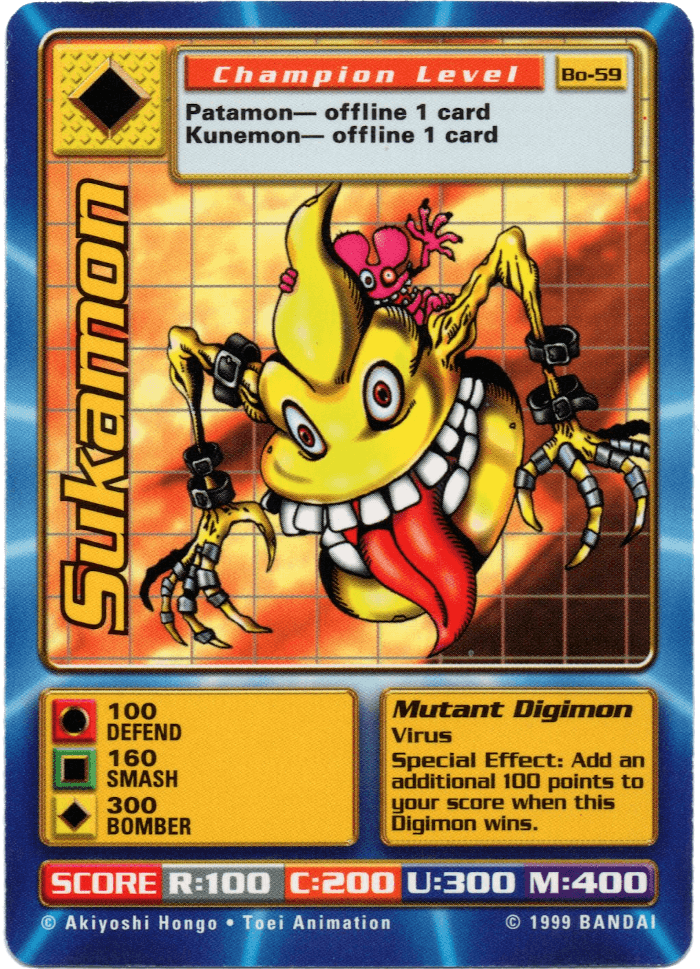 Champion Level
Bo-59
Patamon— offline 1 card
Kunemon— offline 1 card
Sukamon
100
DEFEND
160
SMASH
300
BOMBER
Mutant Digimon
Virus
Special Effect: Add an
additional 100 points to
your score when this
Digimon wins.
SCORE R:100 C:200 U:300 M:400
© Akiyoshi Hongo • Toei Animation
© 1999 BANDAI